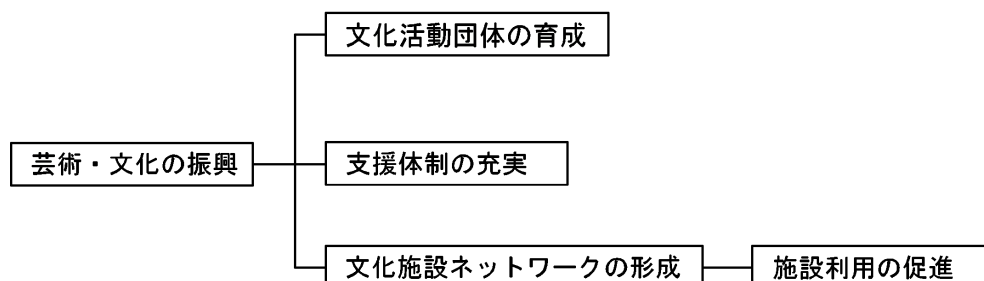 文化活動団体の育成
芸術・文化の振興
支援体制の充実
文化施設ネットワークの形成
施設利用の促進